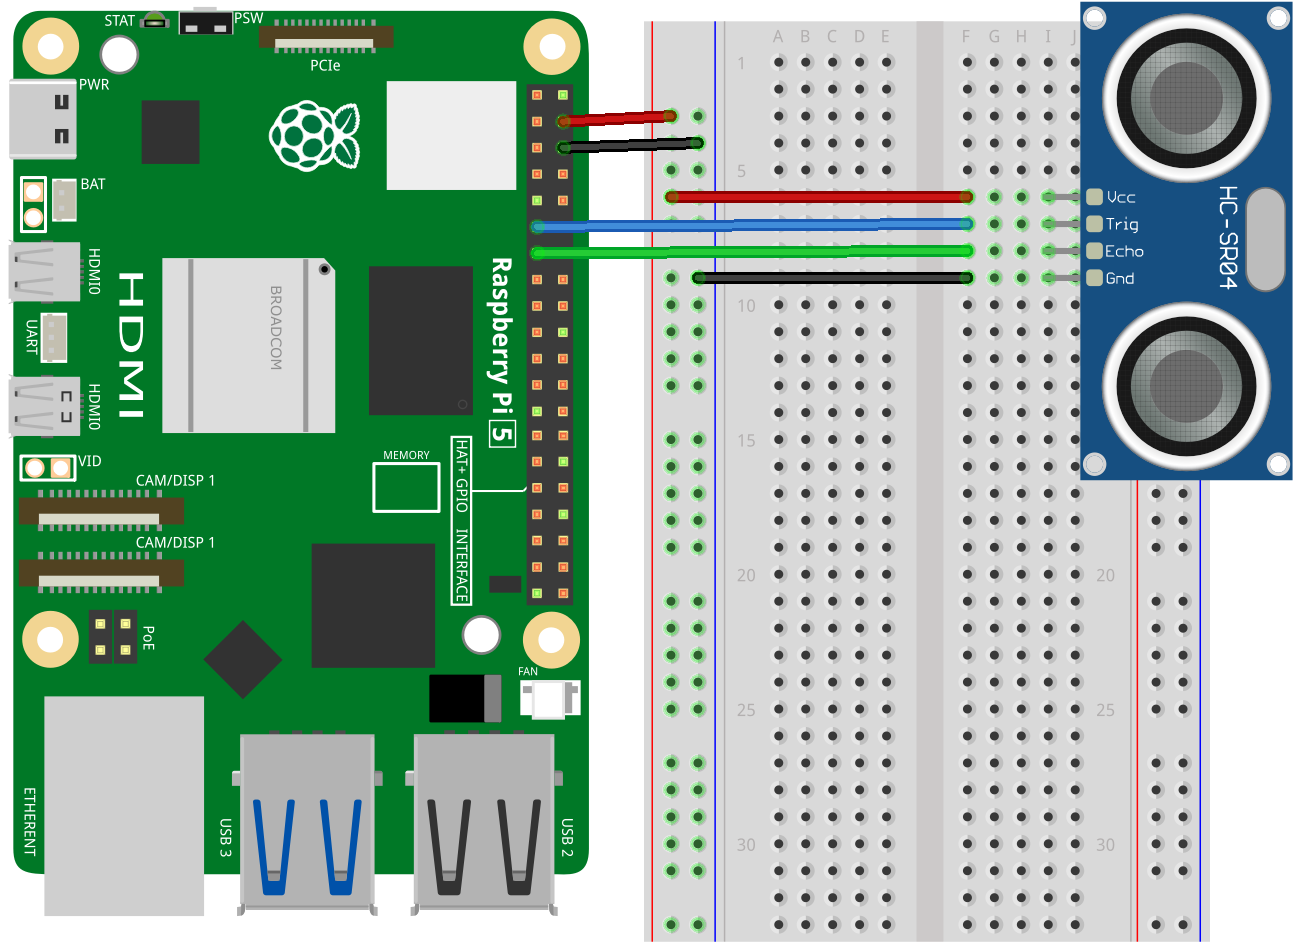 STAT
PSW
PCIe
PWR
BAT
HDMI0
HDMI
UART
BROADCOM
HDMI0
VID
CAM/DISP 1
CAM/DISP 1
MEMORY
Raspberry Pi 5
HAT+ GPIO INTERFACE
PoE
FAN
ETHERENT
USB 3
USB 2
A B C D E F G H I J
1
5
10
15
20 20
25 25
30 30
Vcc
Trig
Echo
Gnd
HC-SR04